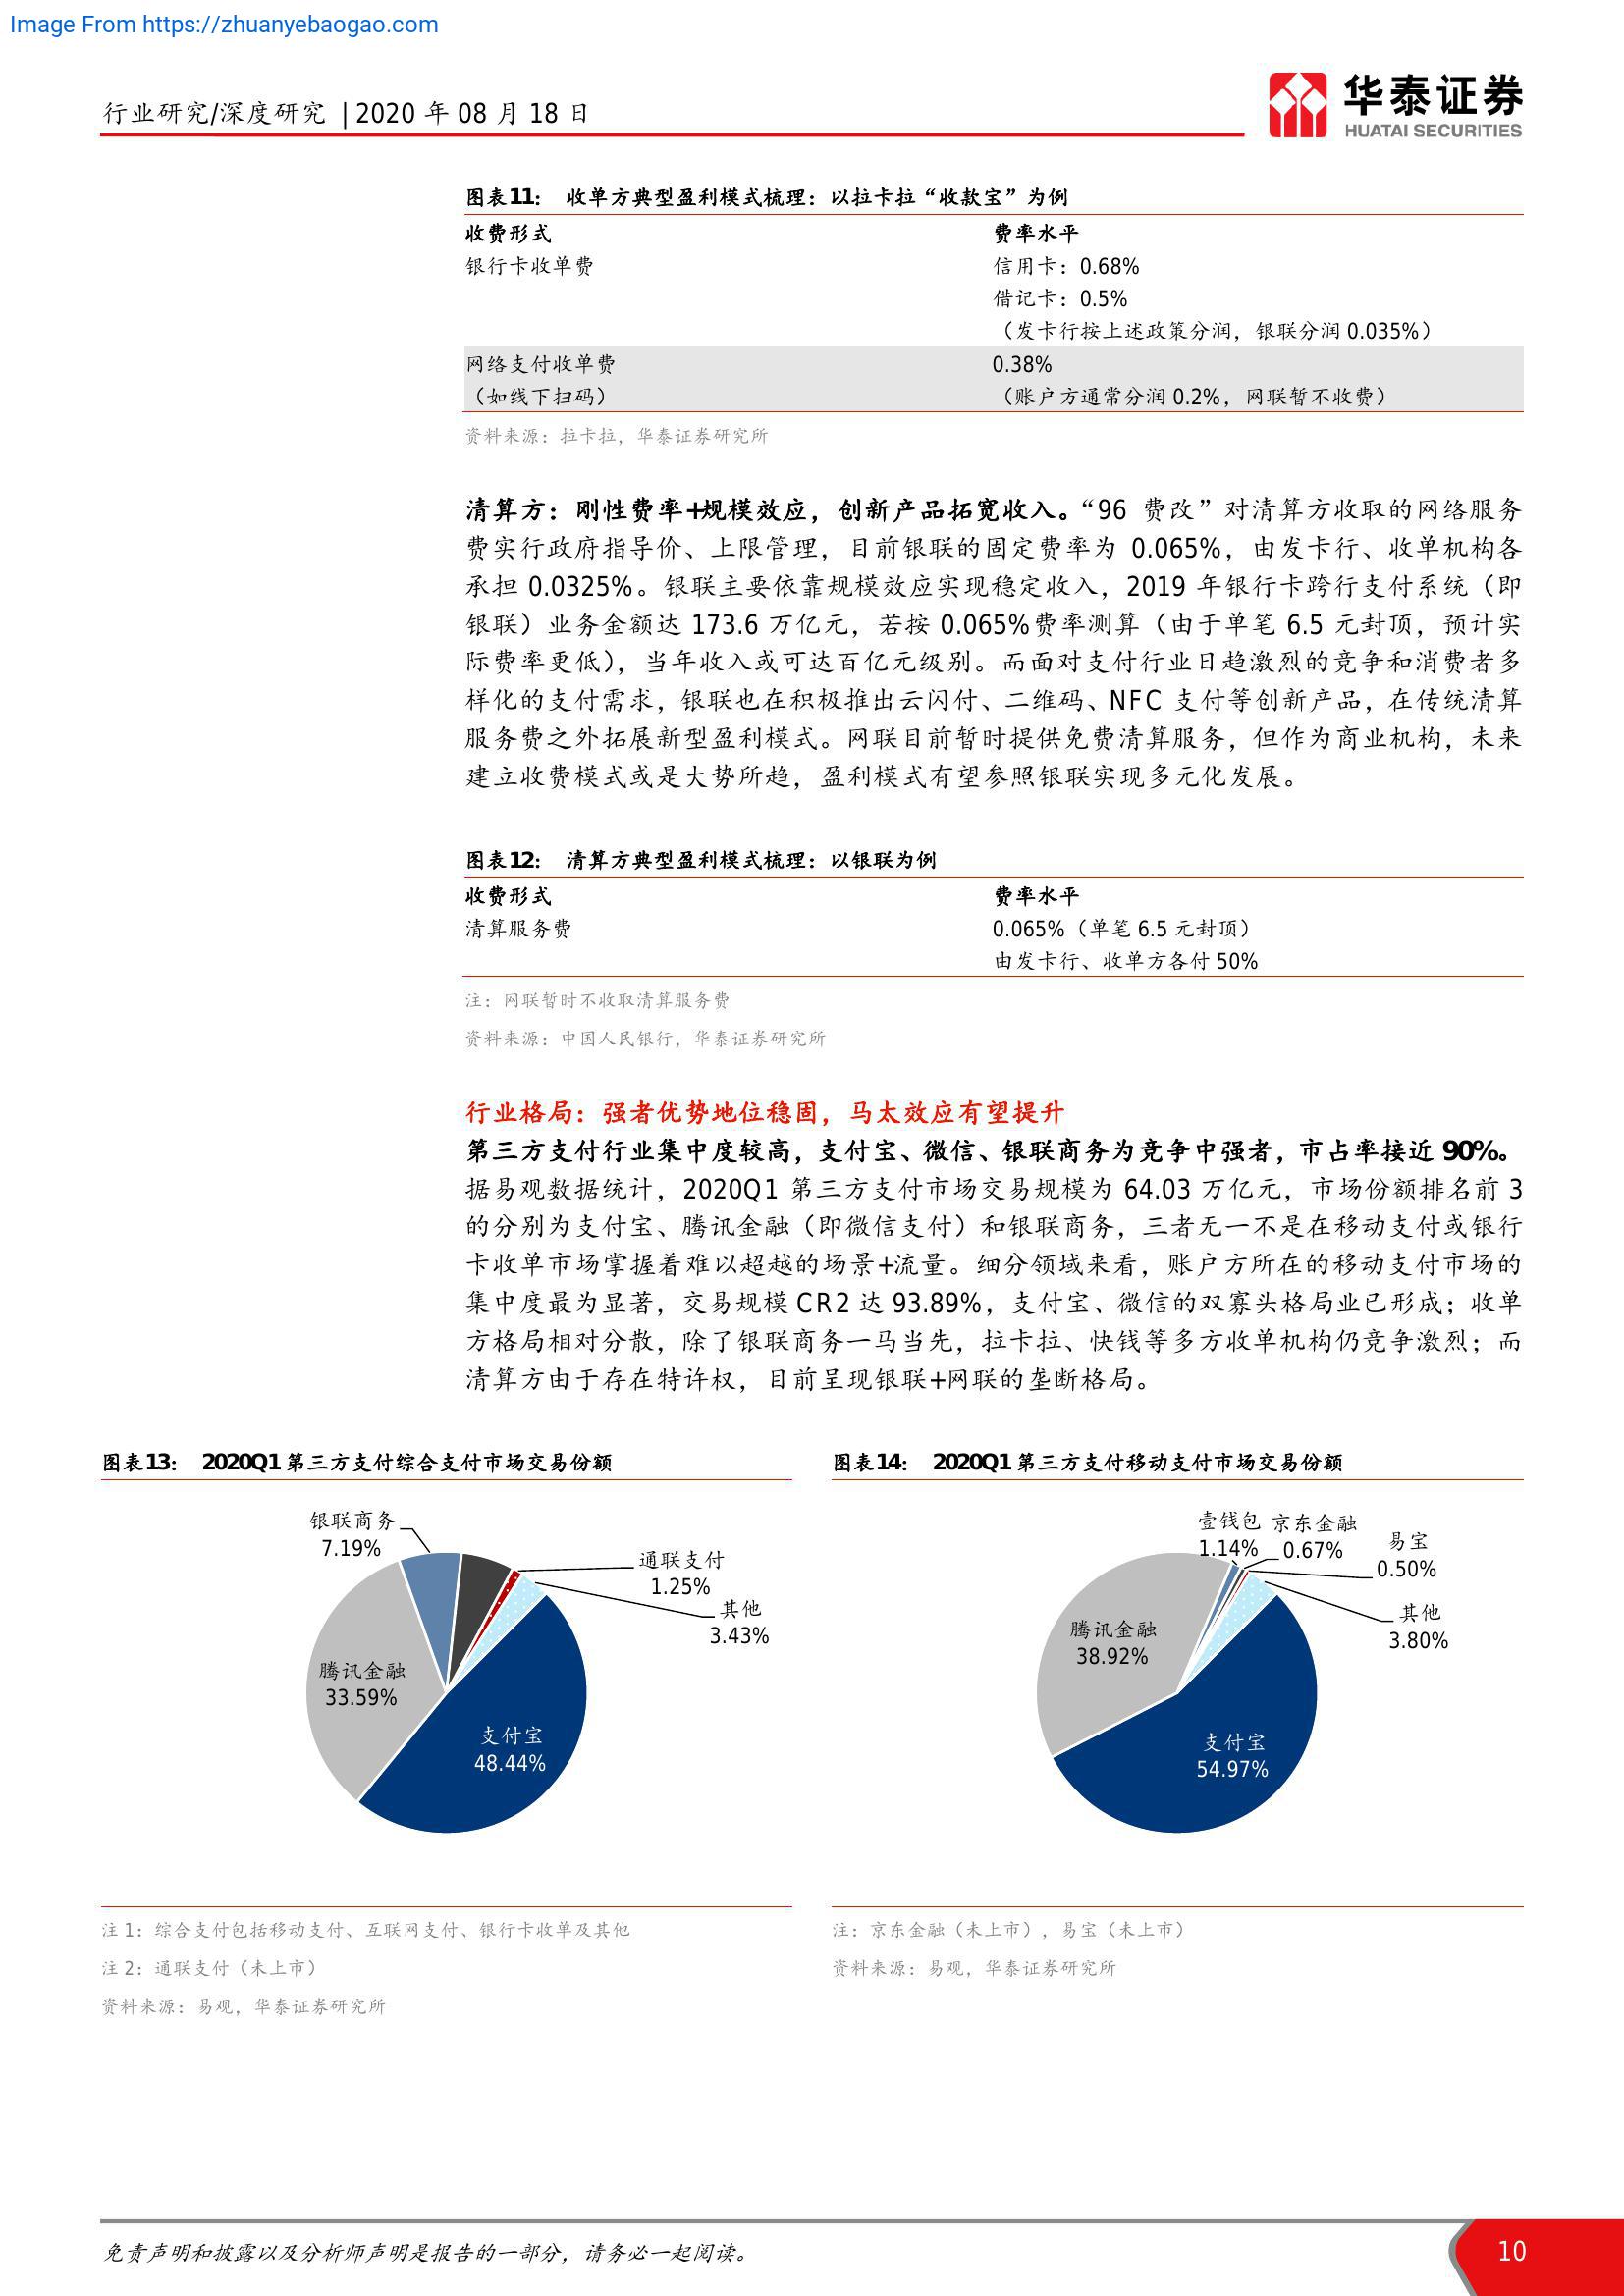 Image From https://zhuanyebaogao.com
行业研究/深度研究 | 2020 年 08 月 18 日
华泰证券
HUATAI SECURITIES
图表11： 收单方典型盈利模式梳理：以拉卡拉“收款宝”为例
收费形式 费率水平
银行卡收单费 信用卡：0.68%
借记卡：0.5%
（发卡行按上述政策分润，银联分润 0.035%）
网络支付收单费 0.38%
（如线下扫码） （账户方通常分润 0.2%，网联暂不收费）
资料来源：拉卡拉，华泰证券研究所
清算方：刚性费率+规模效应，创新产品拓宽收入。“96 费改”对清算方收取的网络服务
费实行政府指导价、上限管理，目前银联的固定费率为 0.065%，由发卡行、收单机构各
承担 0.0325%。银联主要依靠规模效应实现稳定收入，2019 年银行卡跨行支付系统（即
银联）业务金额达 173.6 万亿元，若按 0.065%费率测算（由于单笔 6.5 元封顶，预计实
际费率更低），当年收入或可达百亿元级别。而面对支付行业日趋激烈的竞争和消费者多
样化的支付需求，银联也在积极推出云闪付、二维码、NFC 支付等创新产品，在传统清算
服务费之外拓展新型盈利模式。网联目前暂时提供免费清算服务，但作为商业机构，未来
建立收费模式或是大势所趋，盈利模式有望参照银联实现多元化发展。
图表12： 清算方典型盈利模式梳理：以银联为例
收费形式 费率水平
清算服务费 0.065%（单笔 6.5 元封顶）
由发卡行、收单方各付 50%
注：网联暂时不收取清算服务费
资料来源：中国人民银行，华泰证券研究所
行业格局：强者优势地位稳固，马太效应有望提升
第三方支付行业集中度较高，支付宝、微信、银联商务为竞争中强者，市占率接近 90%。
据易观数据统计，2020Q1 第三方支付市场交易规模为 64.03 万亿元，市场份额排名前 3
的分别为支付宝、腾讯金融（即微信支付）和银联商务，三者无一不是在移动支付或银行
卡收单市场掌握着难以超越的场景+流量。细分领域来看，账户方所在的移动支付市场的
集中度最为显著，交易规模 CR2 达 93.89%，支付宝、微信的双寡头格局业已形成；收单
方格局相对分散，除了银联商务一马当先，拉卡拉、快钱等多方收单机构仍竞争激烈；而
清算方由于存在特许权，目前呈现银联+网联的垄断格局。
图表13： 2020Q1 第三方支付综合支付市场交易份额
银联商务
7.19%
通联支付
1.25%
其他
3.43%
腾讯金融
33.59%
支付宝
48.44%
注 1：综合支付包括移动支付、互联网支付、银行卡收单及其他
注 2：通联支付（未上市）
资料来源：易观，华泰证券研究所
图表14： 2020Q1 第三方支付移动支付市场交易份额
壹钱包
1.14%
京东金融
0.67%
易宝
0.50%
其他
3.80%
腾讯金融
38.92%
支付宝
54.97%
注：京东金融（未上市），易宝（未上市）
资料来源：易观，华泰证券研究所
免责声明和披露以及分析师声明是报告的一部分，请务必一起阅读。
10